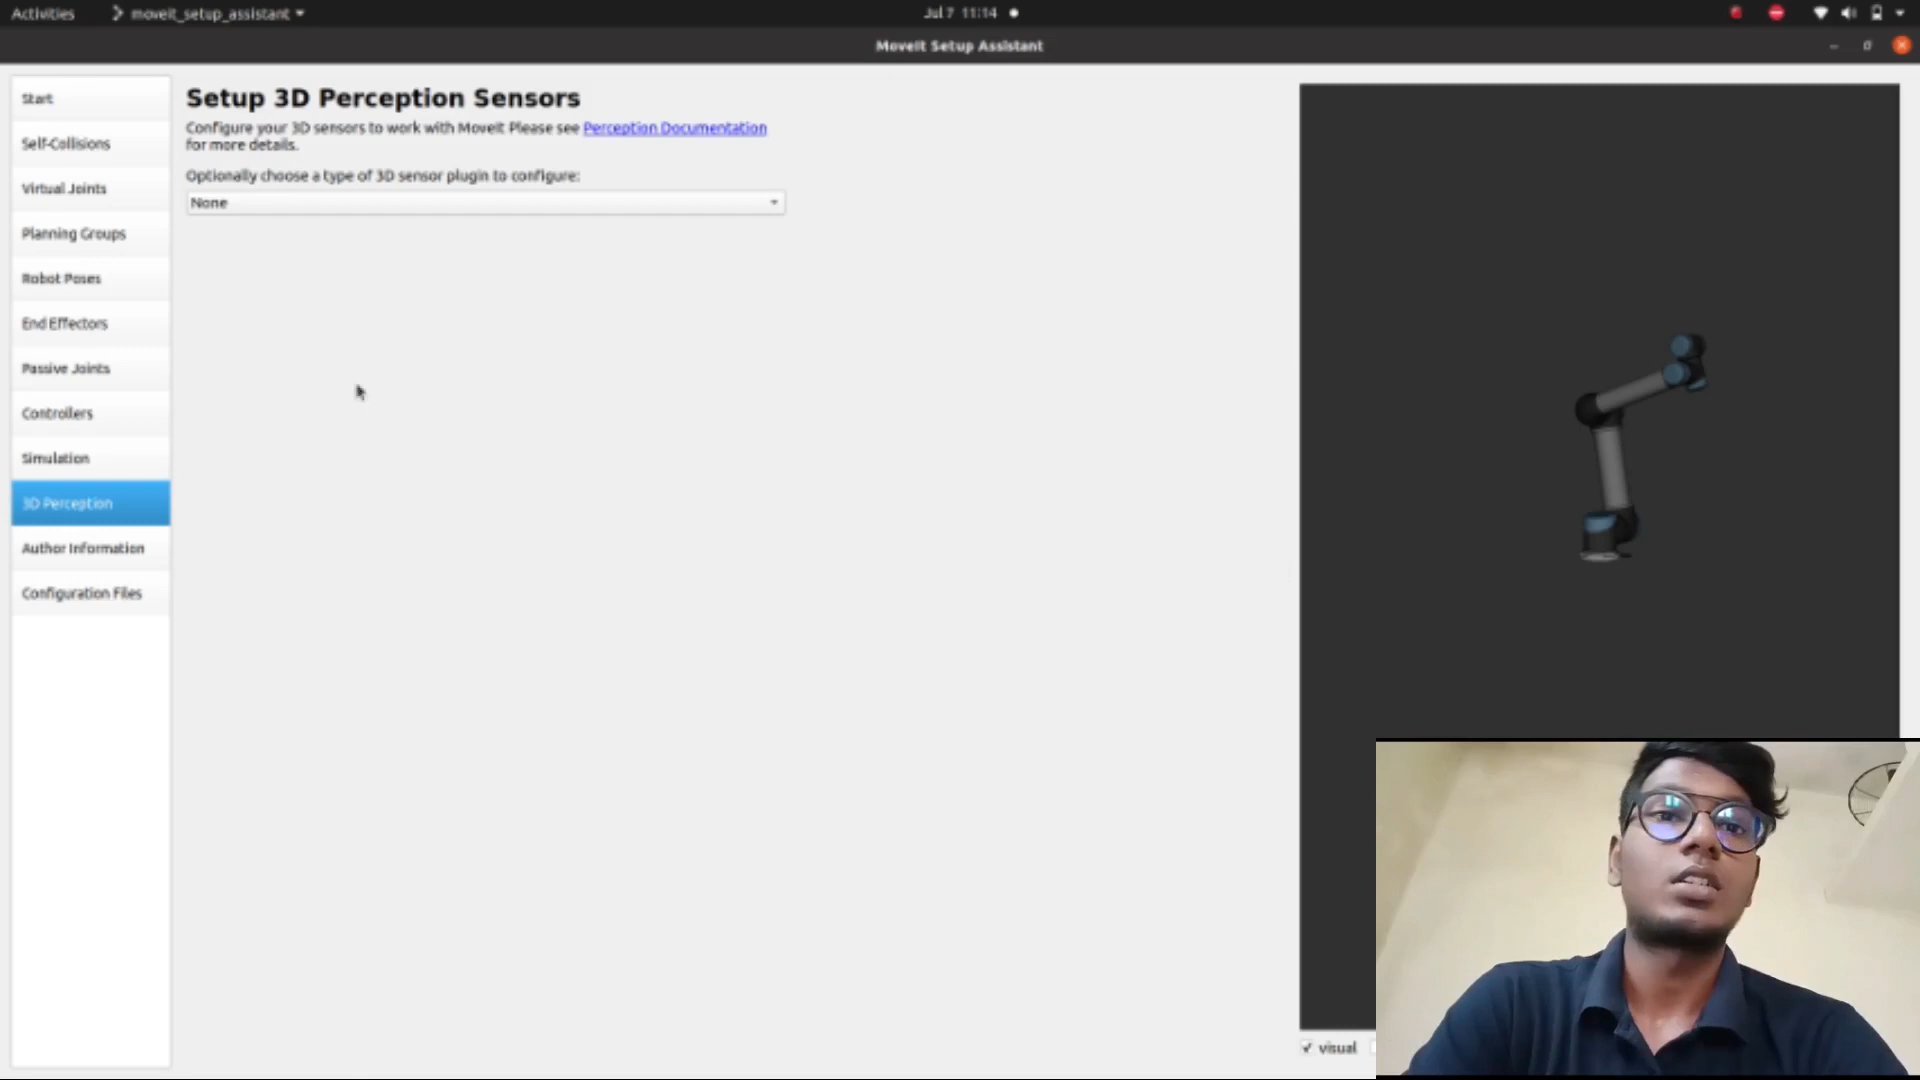 Activities
moveit_setup_assistant
Jul 7 11:14
MoveIt Setup Assistant
Start
Self-Collisions
Virtual Joints
Planning Groups
Robot Poses
End Effectors
Passive Joints
Controllers
Simulation
3D Perception
Author Information
Configuration Files
Setup 3D Perception Sensors
Configure your 3D sensors to work with MoveIt Please see Perception Documentation
for more details.
Optionally choose a type of 3D sensor plugin to configure:
None
visual